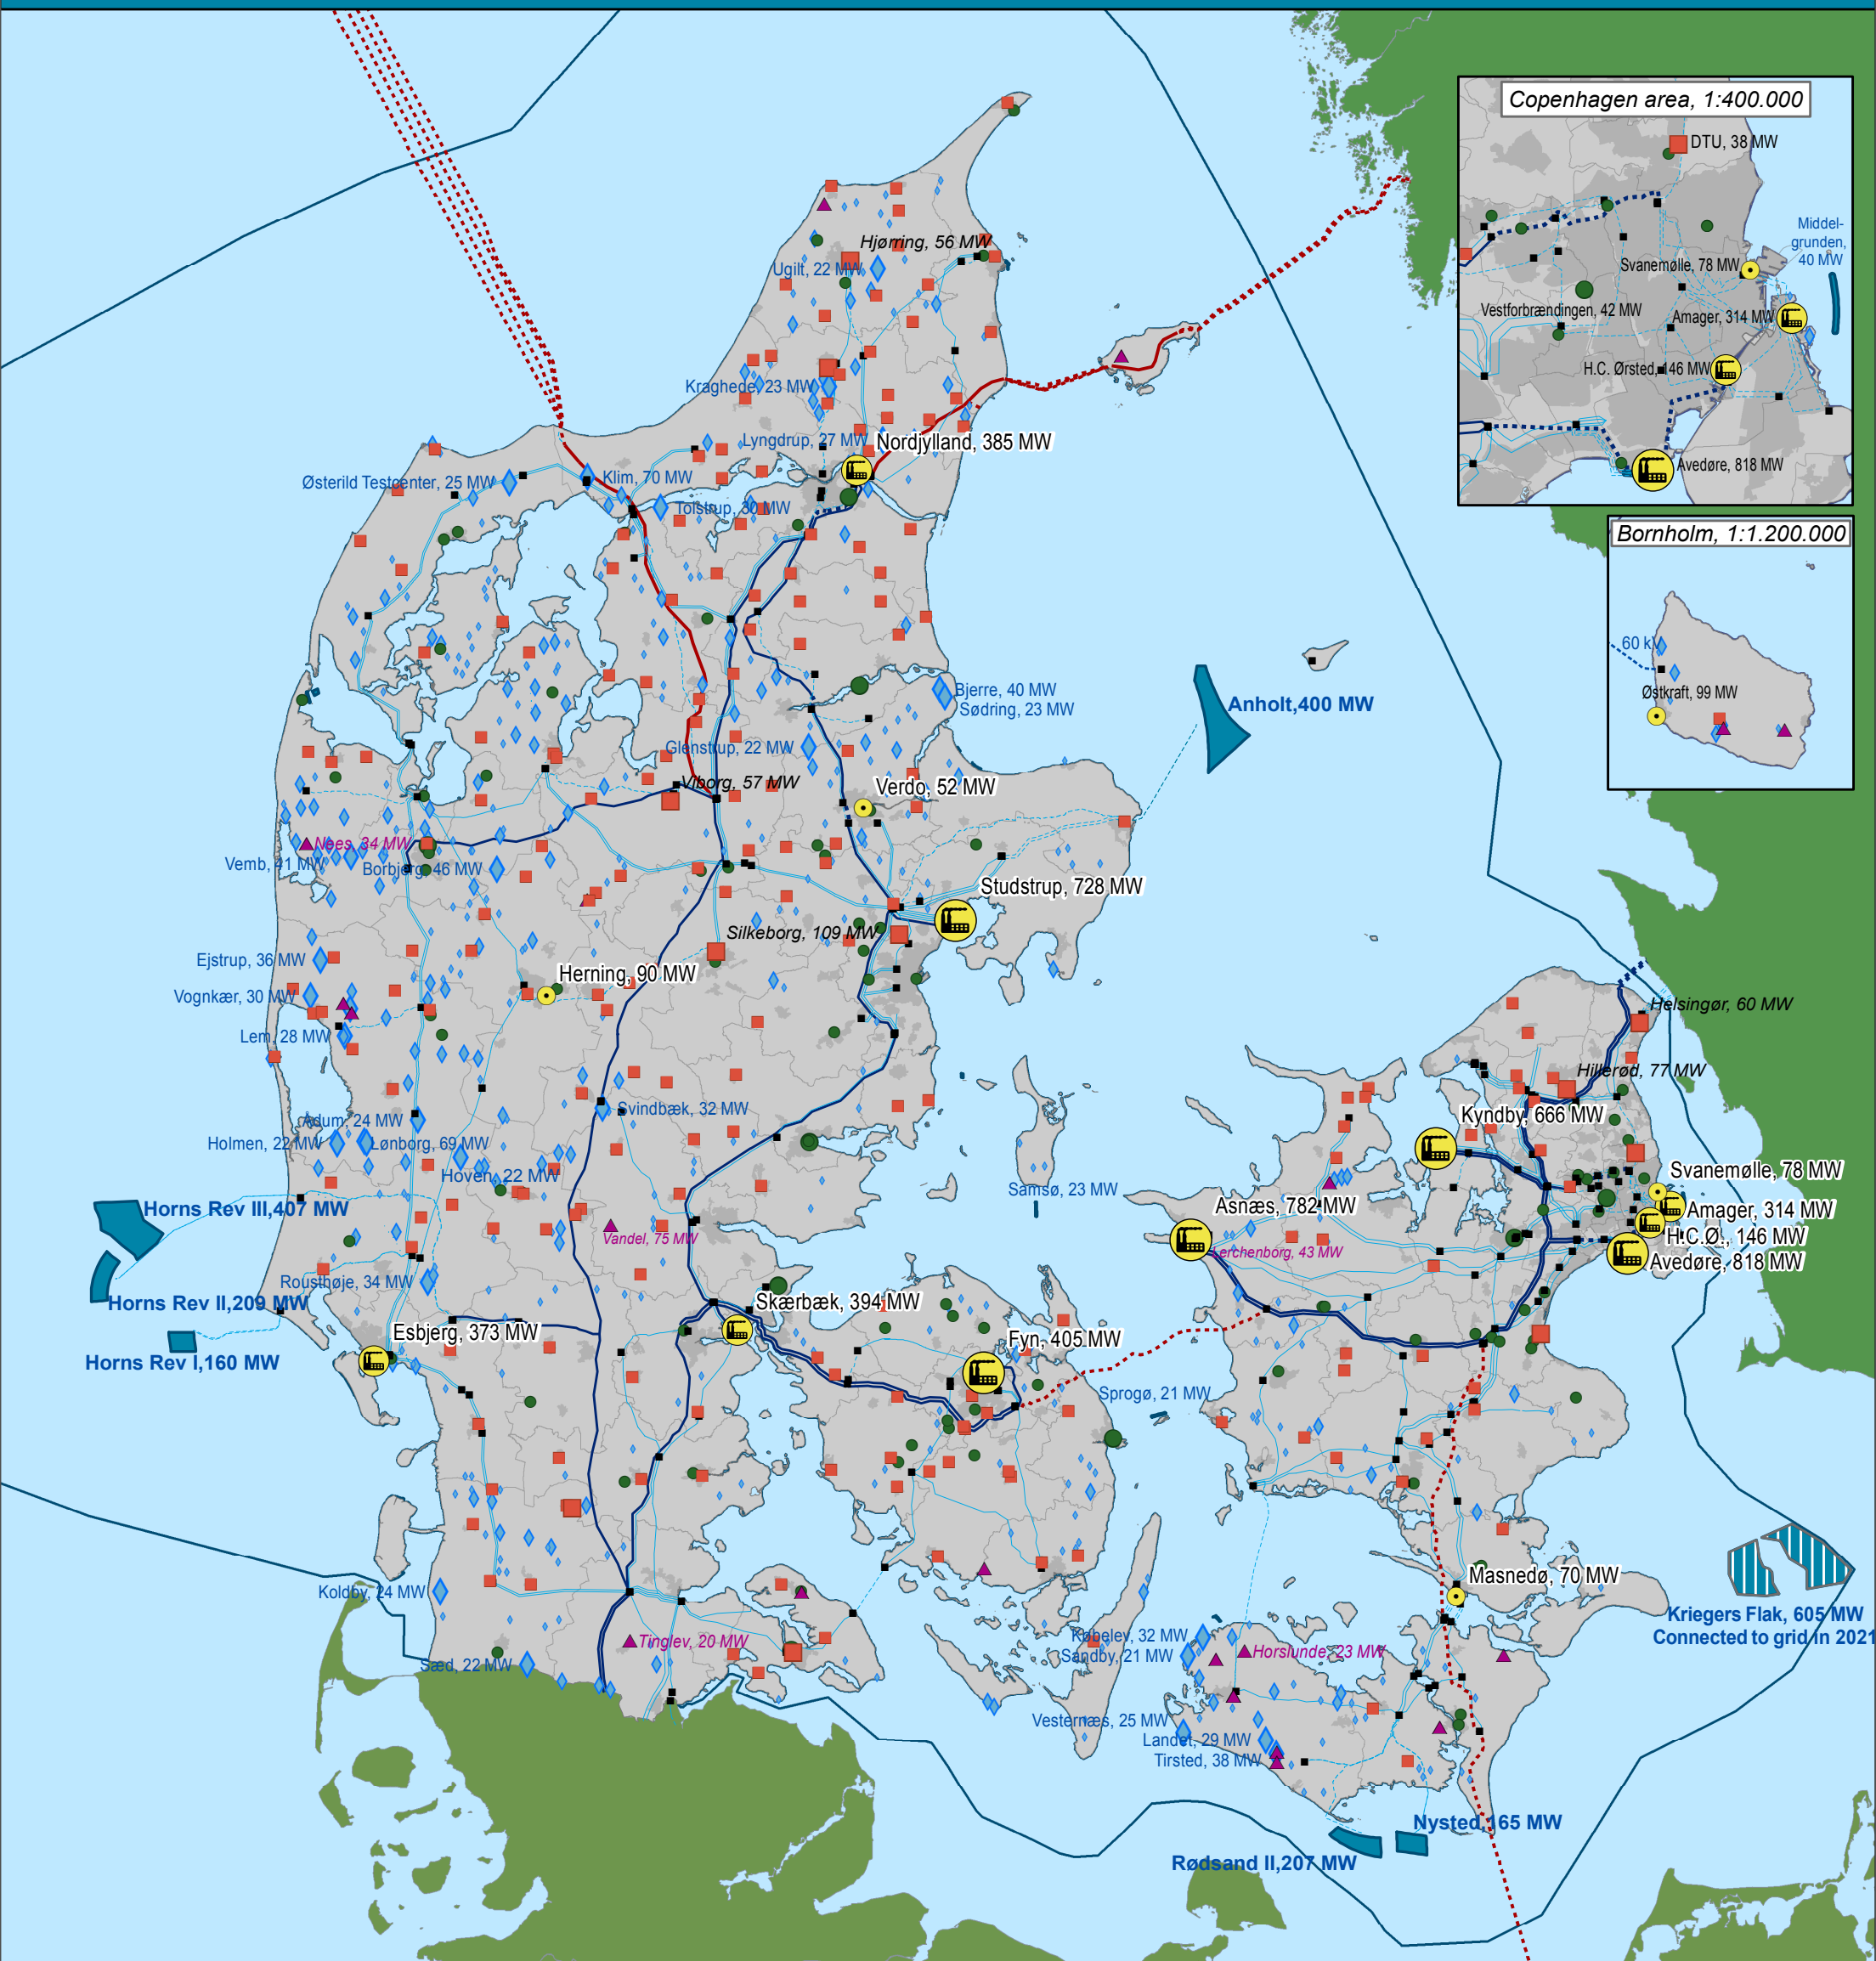 Copenhagen area, 1:400.000
DTU, 38 MW
Middel-
grunden,
40 MW
Svanemølle, 78 MW
Vestforbrændingen, 42 MW
Amager, 314 MW
H.C. Ørsted, 146 MW
Avedøre, 818 MW
Bornholm, 1:1.200.000
60 kV
Østkraft, 99 MW
Hjørring, 56 MW
Ugilt, 22 MW
Kraghede, 23 MW
Lyngdrup, 27 MW
Nordjylland, 385 MW
Østerild Testcenter, 25 MW
Klim, 70 MW
Tolstrup, 30 MW
Bjerre, 40 MW
Sødring, 23 MW
Anholt,400 MW
Glenstrup, 22 MW
Viborg, 57 MW
Verdo, 52 MW
Nees, 34 MW
Vemb, 41 MW
Borbjerg, 46 MW
Studstrup, 728 MW
Silkeborg, 109 MW
Ejstrup, 36 MW
Herning, 90 MW
Vognkær, 30 MW
Lem, 28 MW
Helsingør, 60 MW
Hillerød, 77 MW
Svindbæk, 32 MW
Kyndby, 666 MW
Ådum, 24 MW
Holmen, 22 MW
Lønborg, 69 MW
Hoven, 22 MW
Samsø, 23 MW
Svanemølle, 78 MW
Asnæs, 782 MW
Horns Rev III,407 MW
Amager, 314 MW
Vandel, 75 MW
H.C.Ø., 146 MW
Lerchenborg, 43 MW
Avedøre, 818 MW
Rousthøje, 34 MW
Horns Rev II,209 MW
Skærbæk, 394 MW
Esbjerg, 373 MW
Fyn, 405 MW
Horns Rev I,160 MW
Sprogø, 21 MW
Masnedø, 70 MW
Koldby, 24 MW
Kriegers Flak, 605 MW
Connected to grid in 2021
Købelev, 32 MW
Tinglev, 20 MW
Sandby, 21 MW
Horslunde, 23 MW
Sæd, 22 MW
Vesternæs, 25 MW
Landet, 29 MW
Tirsted, 38 MW
Nysted,165 MW
Rødsand II,207 MW